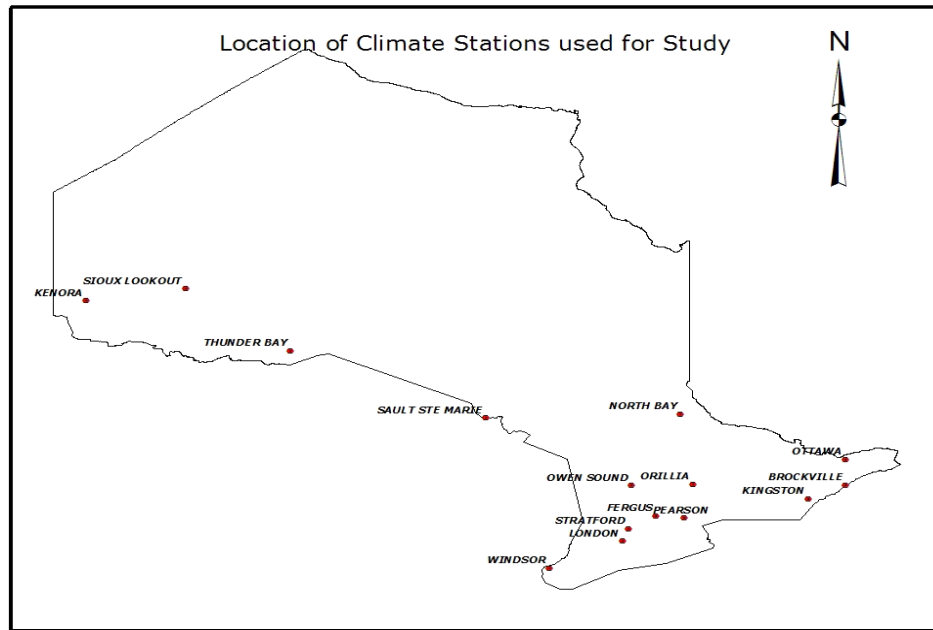 Location of Climate Stations used for Study
N
SIOUX LOOKOUT
KENORA
THUNDER BAY
SAULT STE MARIE
NORTH BAY
OTTAWA
OWEN SOUND
ORILLIA
BROCKVILLE
KINGSTON
FERGUS
PEARSON
STRATFORD
LONDON
WINDSOR